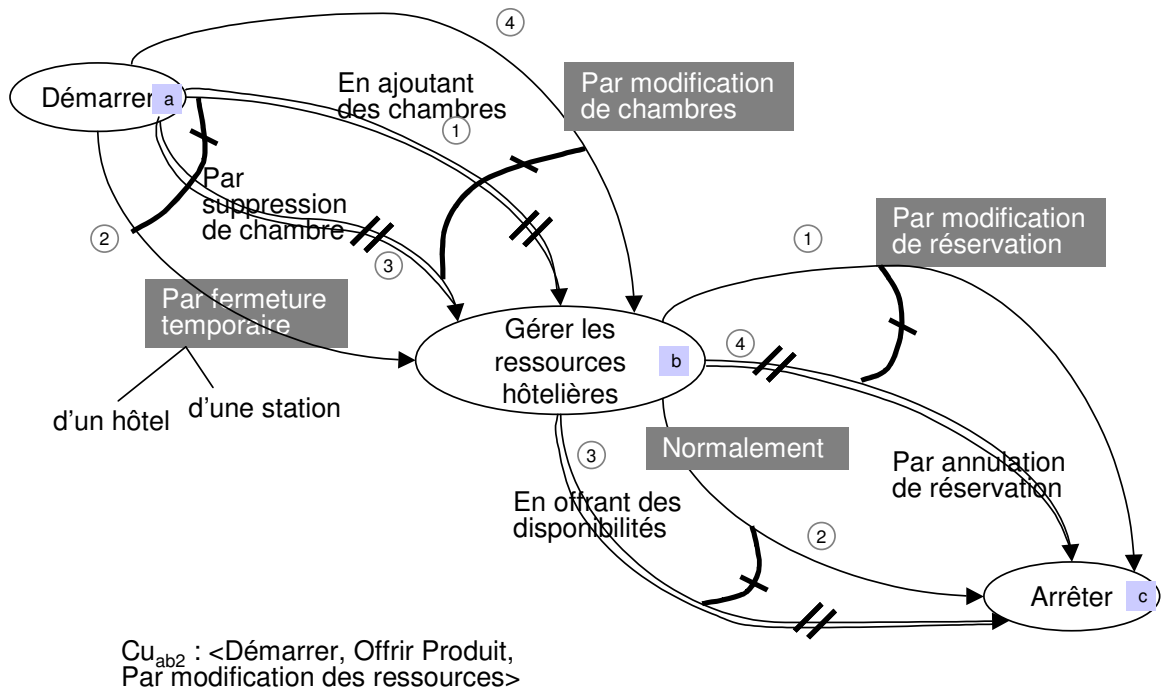 4
En ajoutant
des chambres
1
Par modification
de chambres
Démarrer a
Par
suppression
de chambre
2
3
Par fermeture
temporaire
d'un hôtel
d'une station
Gérer les
ressources
hôtelières
b
1
Par modification
de réservation
4
Normalement
3
En offrant des
disponibilités
Par annulation
de réservation
2
Arrêter c
Cuab2 : <Démarrer, Offrir Produit,
Par modification des ressources>